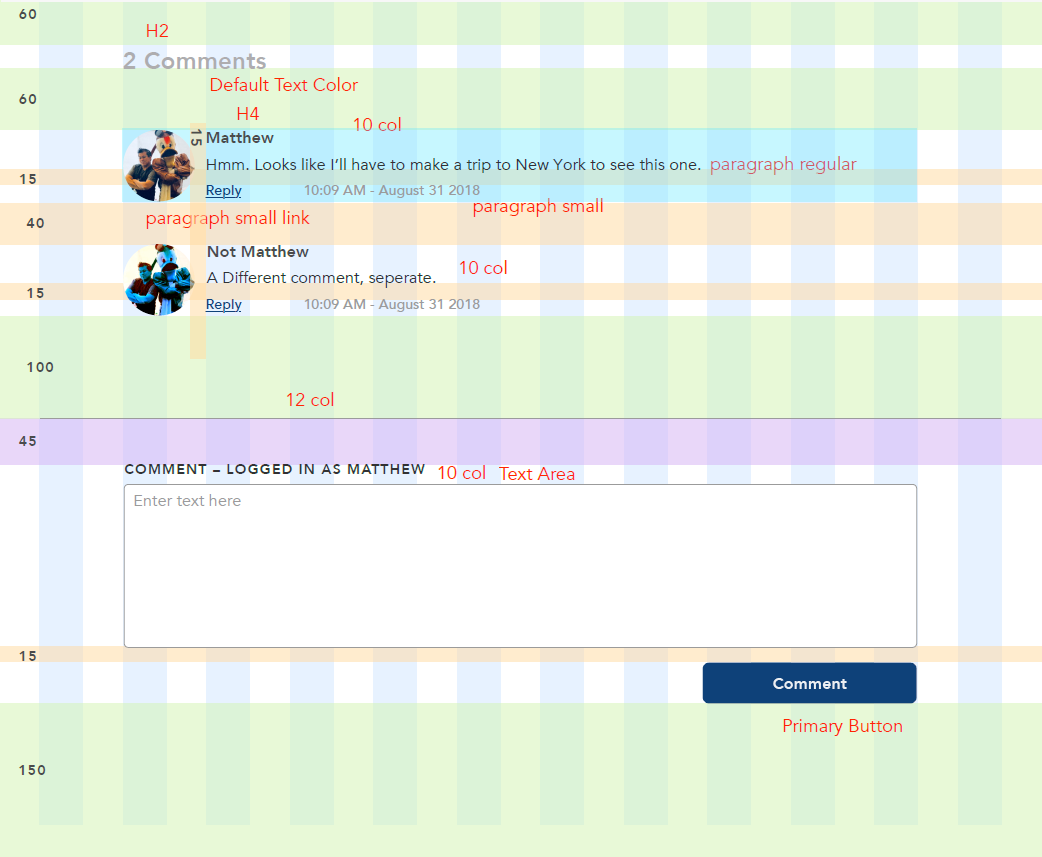 60
H2
2 Comments
Default Text Color
60
H4
10 col
15
Matthew
Hmm. Looks like I’ll have to make a trip to New York to see this one. paragraph regular
15
Reply 10:09 AM - August 31 2018
paragraph small
paragraph small link
40
Not Matthew
10 col
A Different comment, seperate.
15
Reply 10:09 AM - August 31 2018
100
12 col
45
COMMENT – LOGGED IN AS MATTHEW 10 col Text Area
Enter text here
15
Comment
Primary Button
150